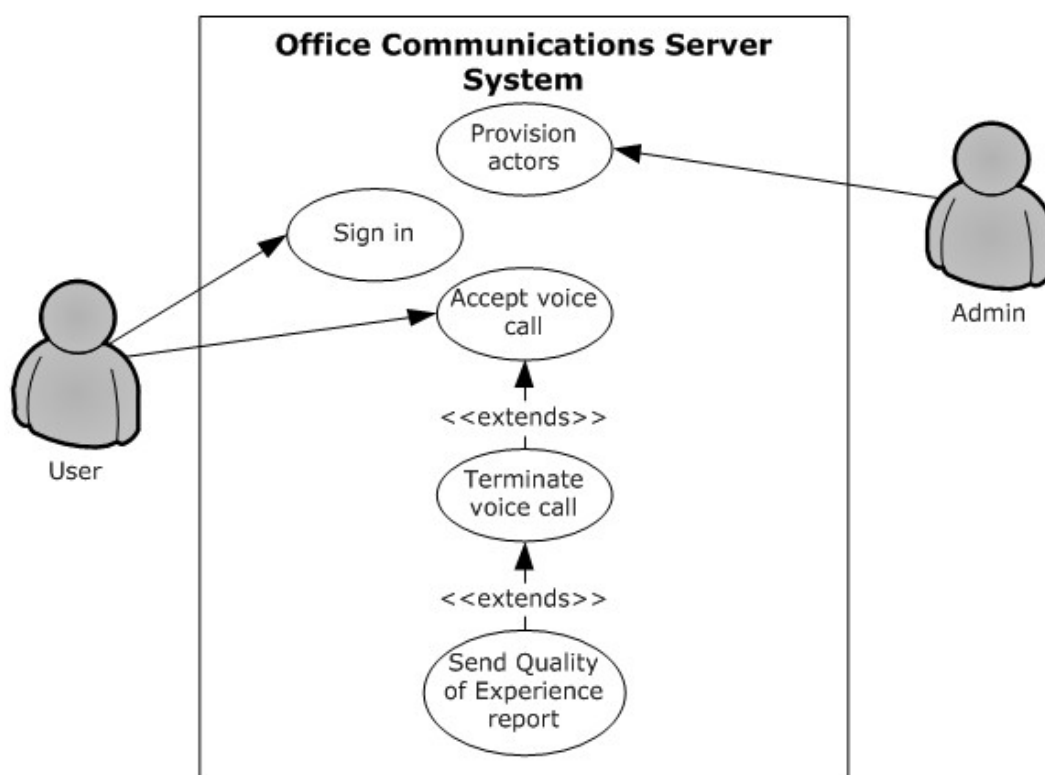 Office Communications Server
System
Provision
actors
Sign in
Accept voice
call
Admin
<<extends>>
User
Terminate
voice call
<<extends>>
Send Quality
of Experience
report